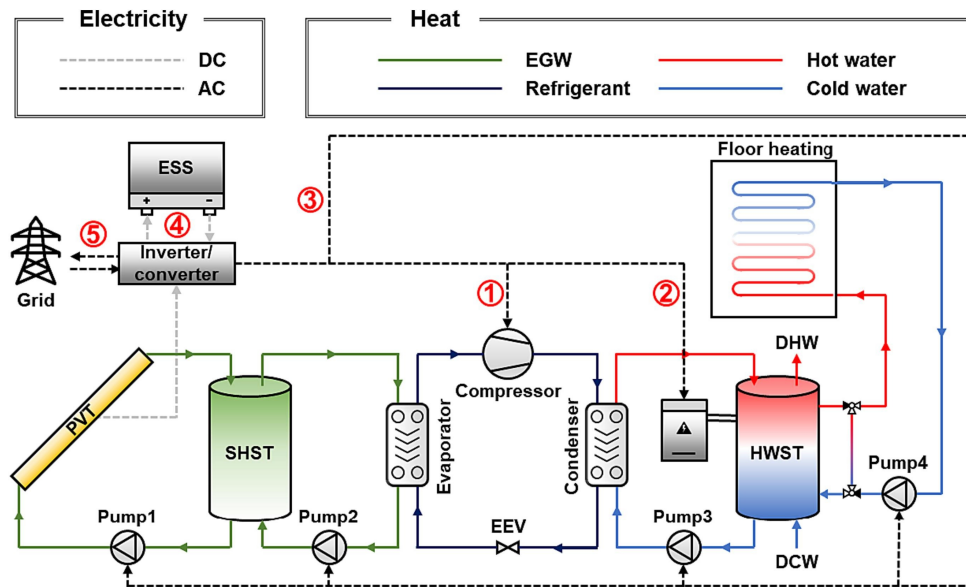 Electricity
DC
AC
Heat
EGW
Refrigerant
Hot water
Cold water
ESS
+
−
Inverter/
converter
Grid
⑤
④
③
①
②
Floor heating
PVT
SHST
Evaporator
Compressor
Condenser
DHW
HWST
Pump1
Pump2
EEV
Pump3
DCW
Pump4